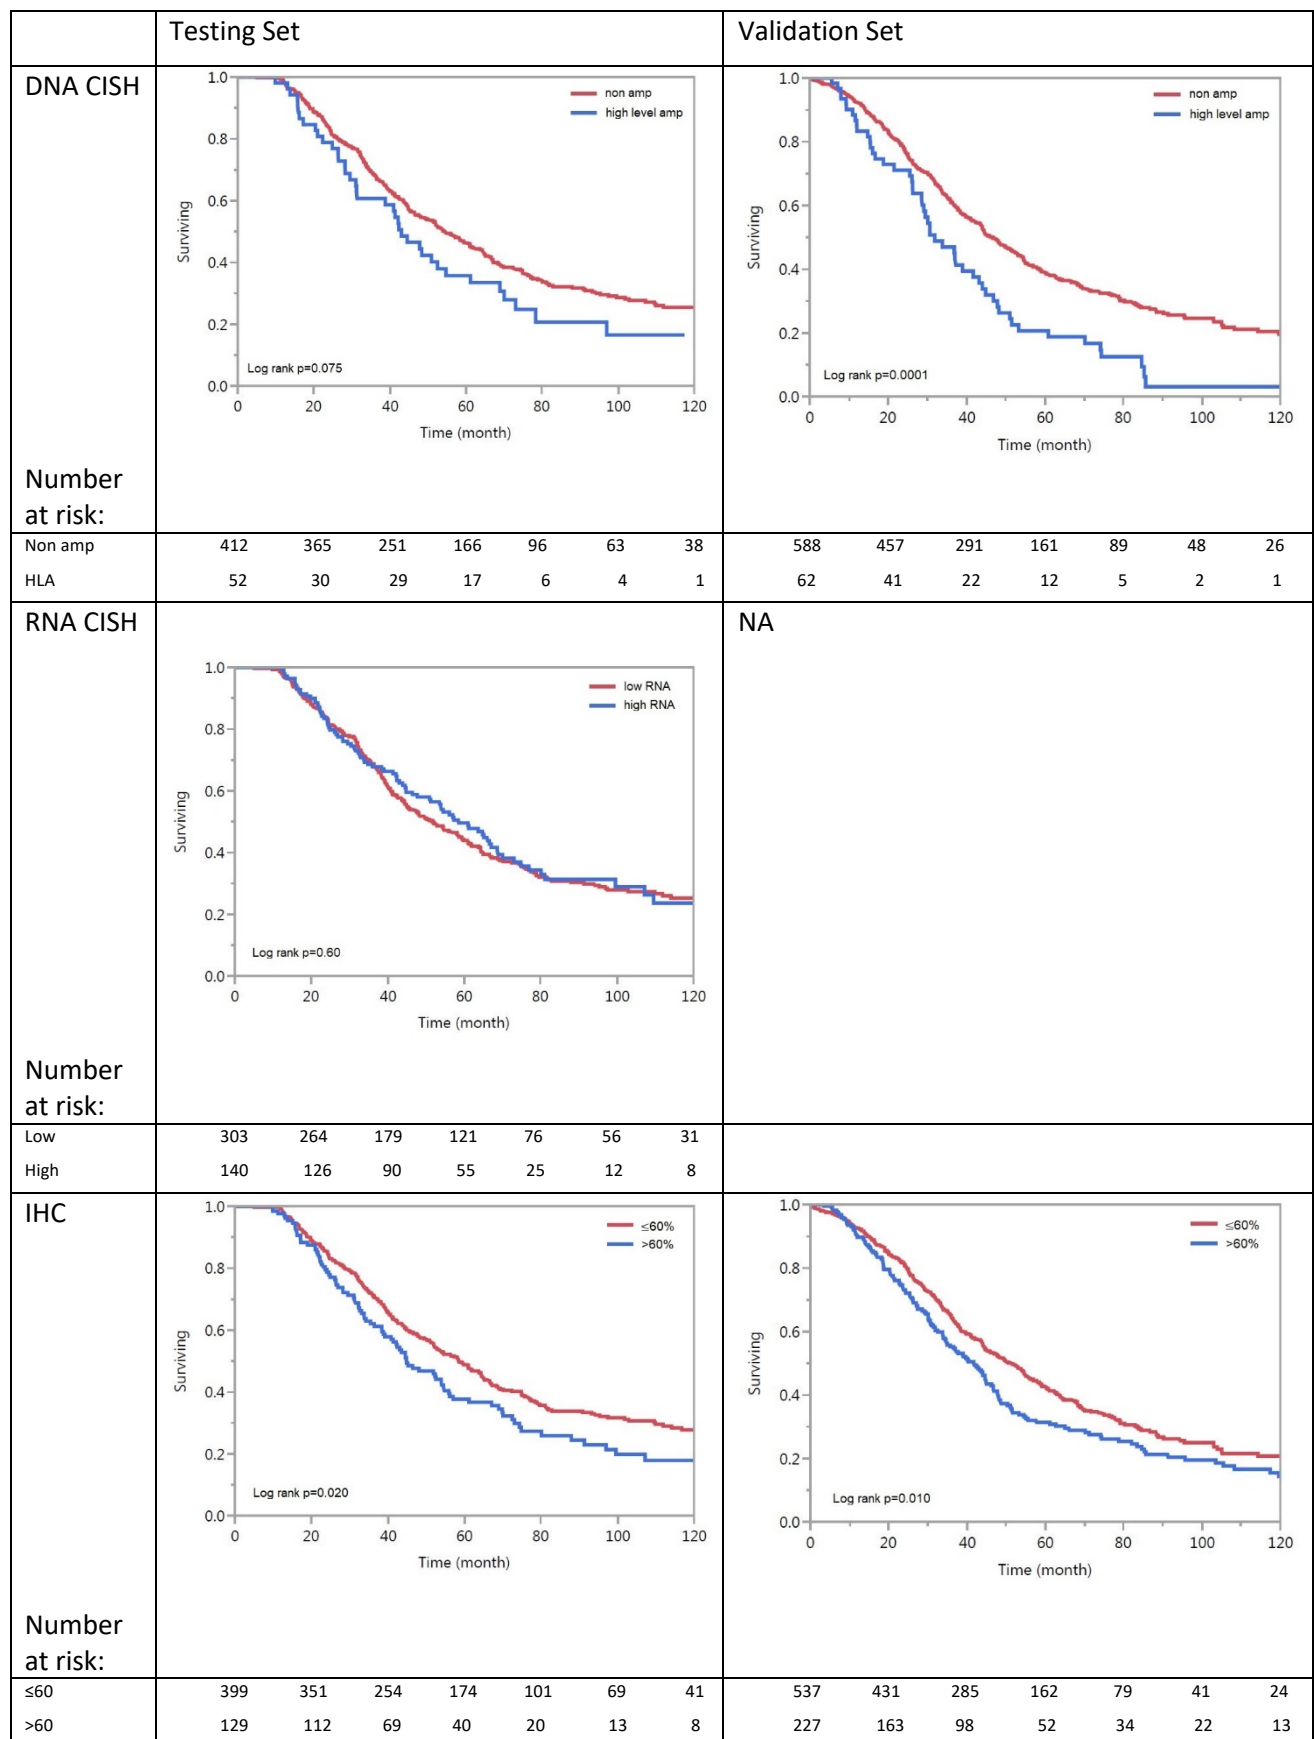 Testing Set
Validation Set
DNA CISH
1.0
0.8
0.6
0.4
0.2
0.0
Surviving
non amp
high level amp
Log rank p=0.075
0 20 40 60 80 100 120
Time (month)
1.0
0.8
0.6
0.4
0.2
0.0
Surviving
non amp
high level amp
Log rank p=0.0001
0 20 40 60 80 100 120
Time (month)
Number
at risk:
Non amp 412 365 251 166 96 63 38 588 457 291 161 89 48 26
HLA 52 30 29 17 6 4 1 62 41 22 12 5 2 1
RNA CISH
NA
1.0
0.8
0.6
0.4
0.2
0.0
Surviving
low RNA
high RNA
Log rank p=0.60
0 20 40 60 80 100 120
Time (month)
Number
at risk:
Low 303 264 179 121 76 56 31
High 140 126 90 55 25 12 8
IHC
1.0
0.8
0.6
0.4
0.2
0.0
Surviving
≤60%
>60%
Log rank p=0.020
0 20 40 60 80 100 120
Time (month)
1.0
0.8
0.6
0.4
0.2
0.0
Surviving
≤60%
>60%
Log rank p=0.010
0 20 40 60 80 100 120
Time (month)
Number
at risk:
≤60 399 351 254 174 101 69 41 537 431 285 162 79 41 24
>60 129 112 69 40 20 13 8 227 163 98 52 34 22 13